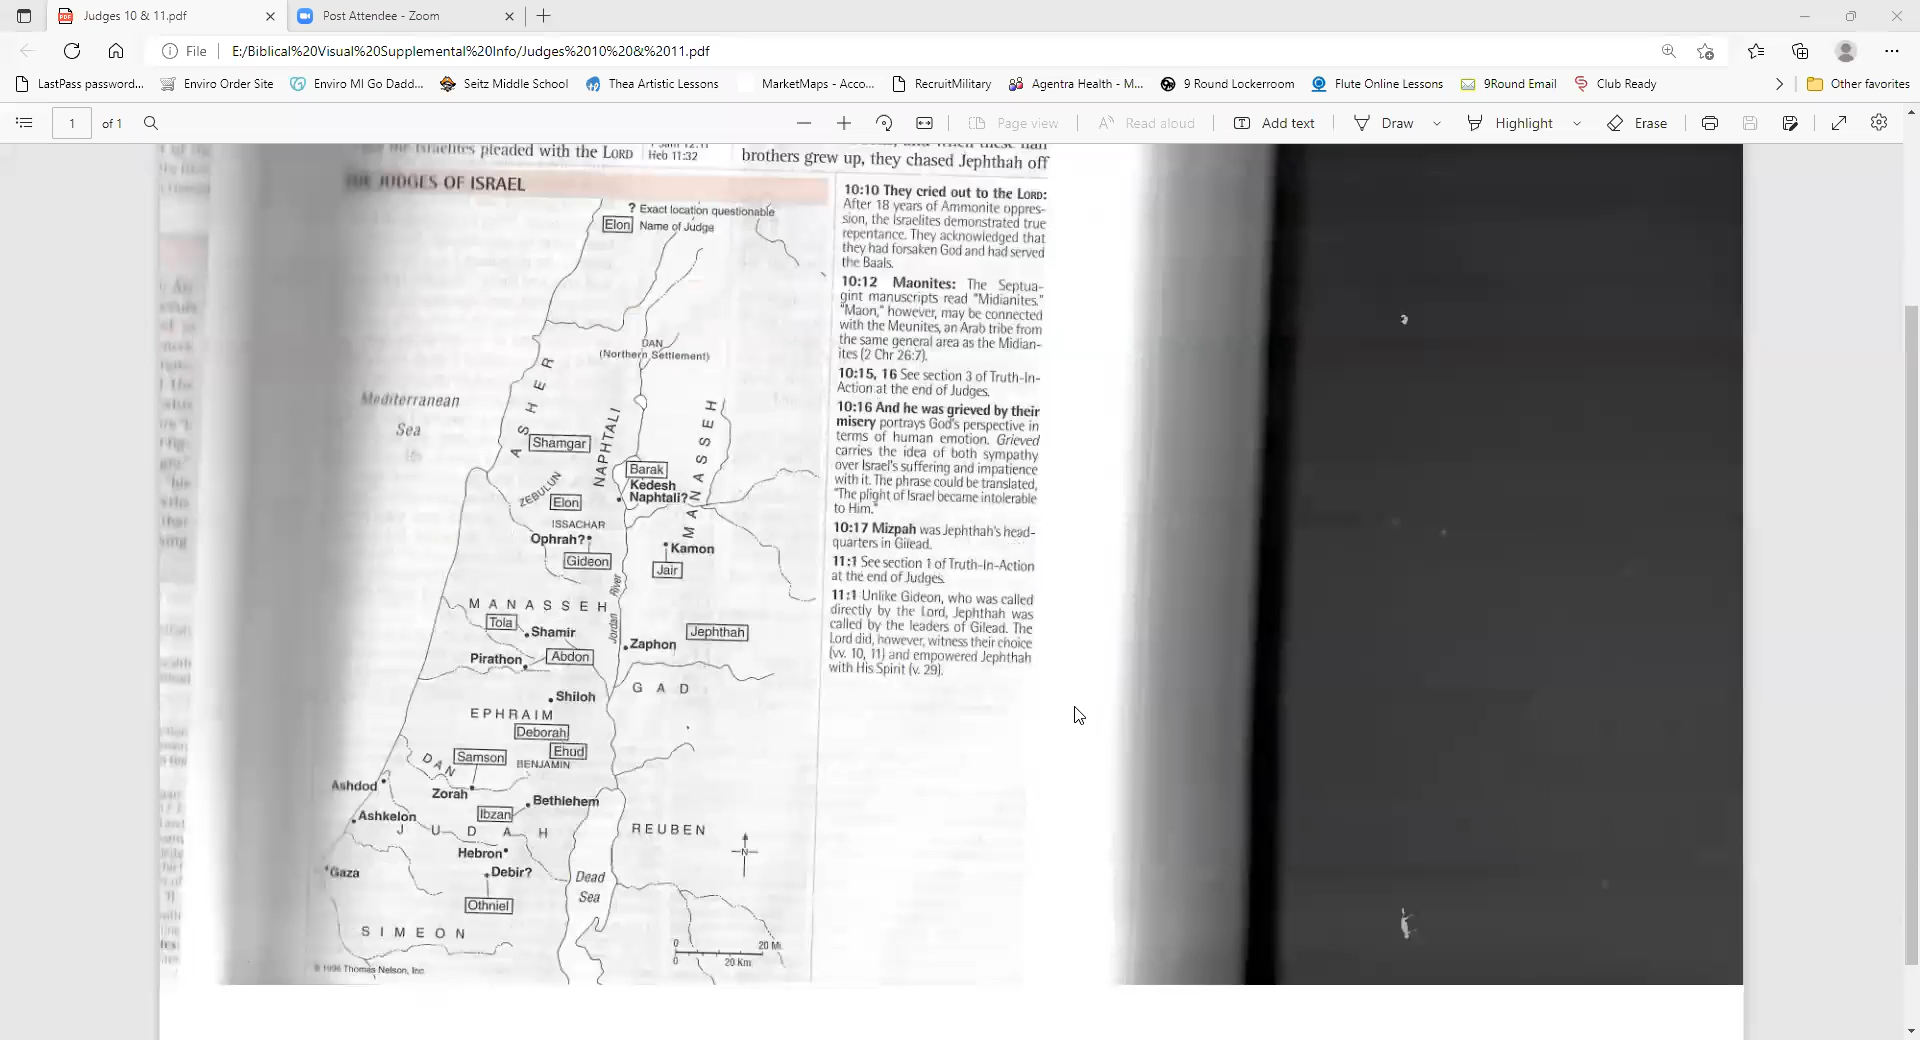 Judges 10 & 11.pdf
Post Attendee - Zoom
File
E:/Biblical%20Visual%20Supplemental%20Info/Judges%2010%20&%2011.pdf
LastPass password...
Enviro Order Site
Enviro MI Go Dadd...
Seitz Middle School
Thea Artistic Lessons
MarketMaps - Acco...
RecruitMilitary
Agentra Health - M...
9 Round Lockerroom
Flute Online Lessons
9Round Email
Club Ready
Other favorites
1 of 1
Page view
Read aloud
Add text
Draw
Highlight
Erase
the Israelites pleaded with the LORD
Heb 11:32
brothers grew up, they chased Jephthah off
THE JUDGES OF ISRAEL
? Exact location questionable
Elon Name of Judge
DAN
(Northern Settlement)
Mediterranean
Sea
ASHER
NAPHTALI
MANASSEH
Shamgar
Barak
Kedesh
Naphtali?
ZEBULUN
Elon
ISSACHAR
Ophrah?
Gideon
Kamon
Jair
Jordan River
MANASSEH
Tola
Shamir
Jephthah
Zaphon
Pirathon
Abdon
GAD
Shiloh
EPHRAIM
Deborah
Ehud
DAN
Samson
BENJAMIN
Ashdod
Zorah
Bethlehem
Ibzan
Ashkelon
JUDAH
REUBEN
Hebron
N
Gaza
Debir?
Dead
Sea
Othniel
SIMEON
0 20 Mi.
0 20 Km.
© 1996 Thomas Nelson, Inc.
10:10 They cried out to the LORD:
After 18 years of Ammonite oppres-
sion, the Israelites demonstrated true
repentance. They acknowledged that
they had forsaken God and had served
the Baals.
10:12 Maonites: The Septua-
gint manuscripts read "Midianites."
"Maon," however, may be connected
with the Meunites, an Arab tribe from
the same general area as the Midian-
ites (2 Chr 26:7).
10:15, 16 See section 3 of Truth-In-
Action at the end of Judges.
10:16 And he was grieved by their
misery portrays God's perspective in
terms of human emotion. Grieved
carries the idea of both sympathy
over Israel's suffering and impatience
with it. The phrase could be translated,
"The plight of Israel became intolerable
to Him."
10:17 Mizpah was Jephthah's head-
quarters in Gilead.
11:1 See section 1 of Truth-In-Action
at the end of Judges.
11:1 Unlike Gideon, who was called
directly by the Lord, Jephthah was
called by the leaders of Gilead. The
Lord did, however, witness their choice
(vv. 10, 11) and empowered Jephthah
with His Spirit (v. 29).